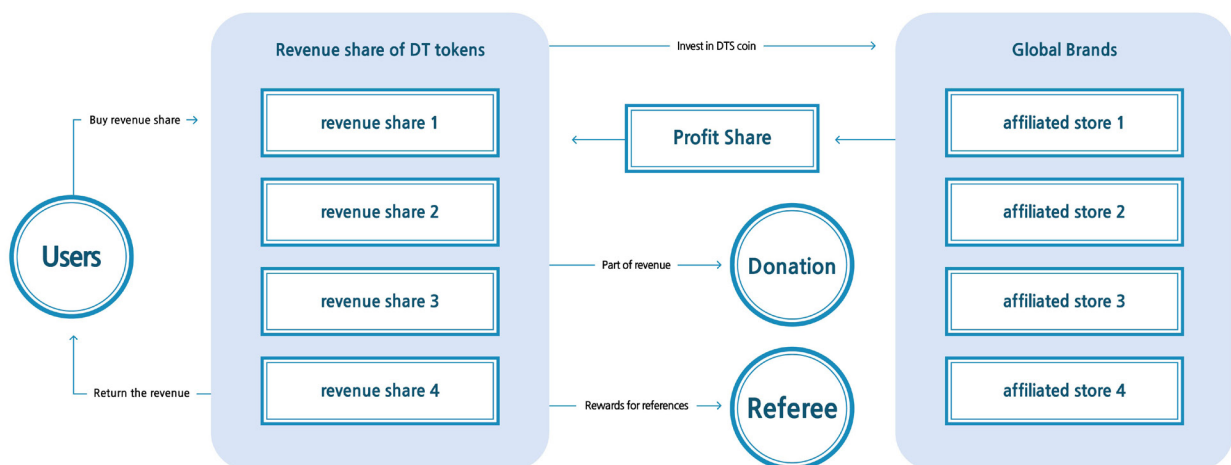 Revenue share of DT tokens
Invest in DTS coin
Global Brands
Buy revenue share
revenue share 1
Profit Share
affiliated store 1
revenue share 2
affiliated store 2
Users
Part of revenue
Donation
revenue share 3
affiliated store 3
Return the revenue
revenue share 4
Rewards for references
Referee
affiliated store 4